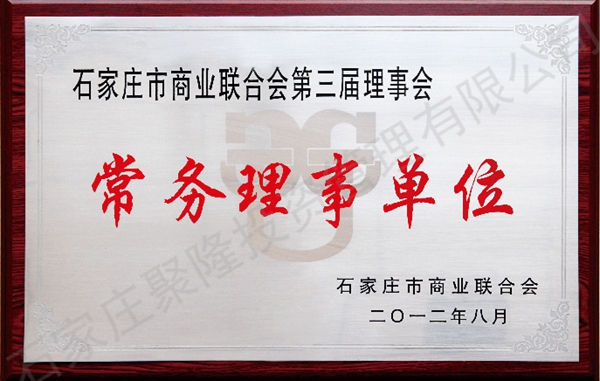 石家庄市商业联合会第三届理事会
常务理事单位
石家庄市商业联合会
二〇一二年八月
石家庄聚隆投资管理有限公司